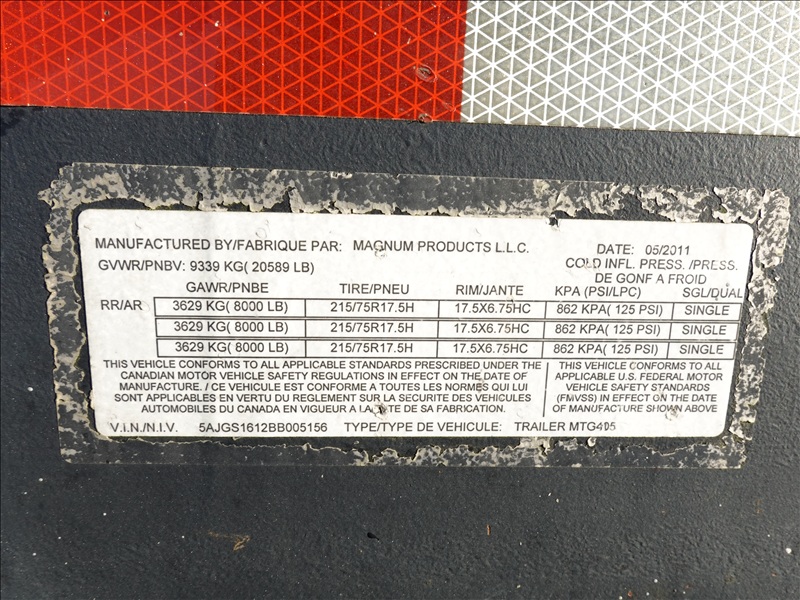 MANUFACTURED BY/FABRIQUE PAR: MAGNUM PRODUCTS L.L.C. DATE: 05/2011
GVWR/PNBV: 9339 KG( 20589 LB) COLD INFL. PRESS. /PRESS.
DE GONF A FROID
GAWR/PNBE TIRE/PNEU RIM/JANTE KPA (PSI/LPC) SGL/DUAL
RR/AR 3629 KG( 8000 LB) 215/75R17.5H 17.5X6.75HC 862 KPA( 125 PSI) SINGLE
3629 KG( 8000 LB) 215/75R17.5H 17.5X6.75HC 862 KPA( 125 PSI) SINGLE
3629 KG( 8000 LB) 215/75R17.5H 17.5X6.75HC 862 KPA( 125 PSI) SINGLE
THIS VEHICLE CONFORMS TO ALL APPLICABLE STANDARDS PRESCRIBED UNDER THE
CANADIAN MOTOR VEHICLE SAFETY REGULATIONS IN EFFECT ON THE DATE OF
MANUFACTURE. / CE VEHICULE EST CONFORME A TOUTES LES NORMES QUI LUI
SONT APPLICABLES EN VERTU DU REGLEMENT SUR LA SECURITE DES VEHICULES
AUTOMOBILES DU CANADA EN VIGUEUR A LA DATE DE SA FABRICATION.
THIS VEHICLE CONFORMS TO ALL
APPLICABLE U.S. FEDERAL MOTOR
VEHICLE SAFETY STANDARDS
(FMVSS) IN EFFECT ON THE DATE
OF MANUFACTURE SHOWN ABOVE
V.I.N./N.I.V. 5AJGS1612BB005156 TYPE/TYPE DE VEHICULE: TRAILER